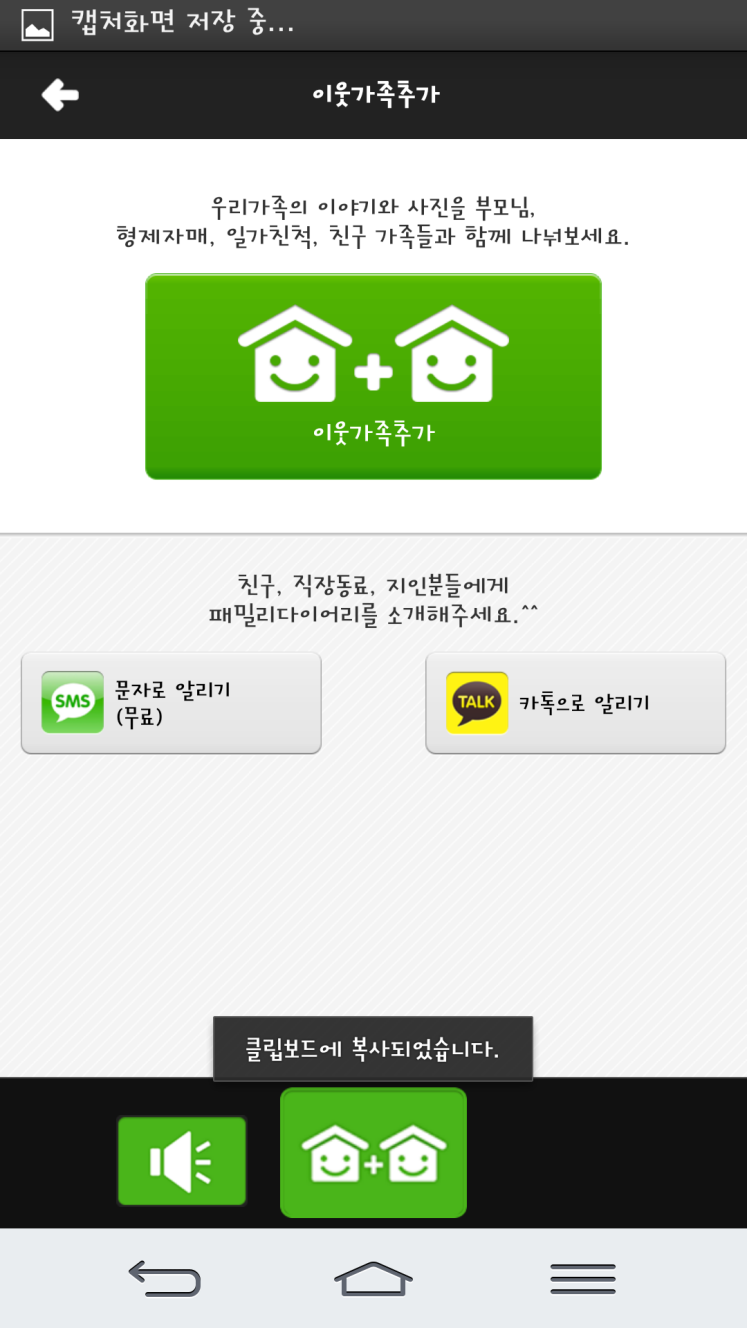 캡처화면 저장 중...
이웃가족추가
우리가족의 이야기와 사진을 부모님,
형제자매, 일가친척, 친구 가족들과 함께 나눠보세요.
이웃가족추가
친구, 직장동료, 지인분들에게
패밀리다이어리를 소개해주세요.^^
SMS
문자로 알리기
(무료)
TALK
카톡으로 알리기
클립보드에 복사되었습니다.